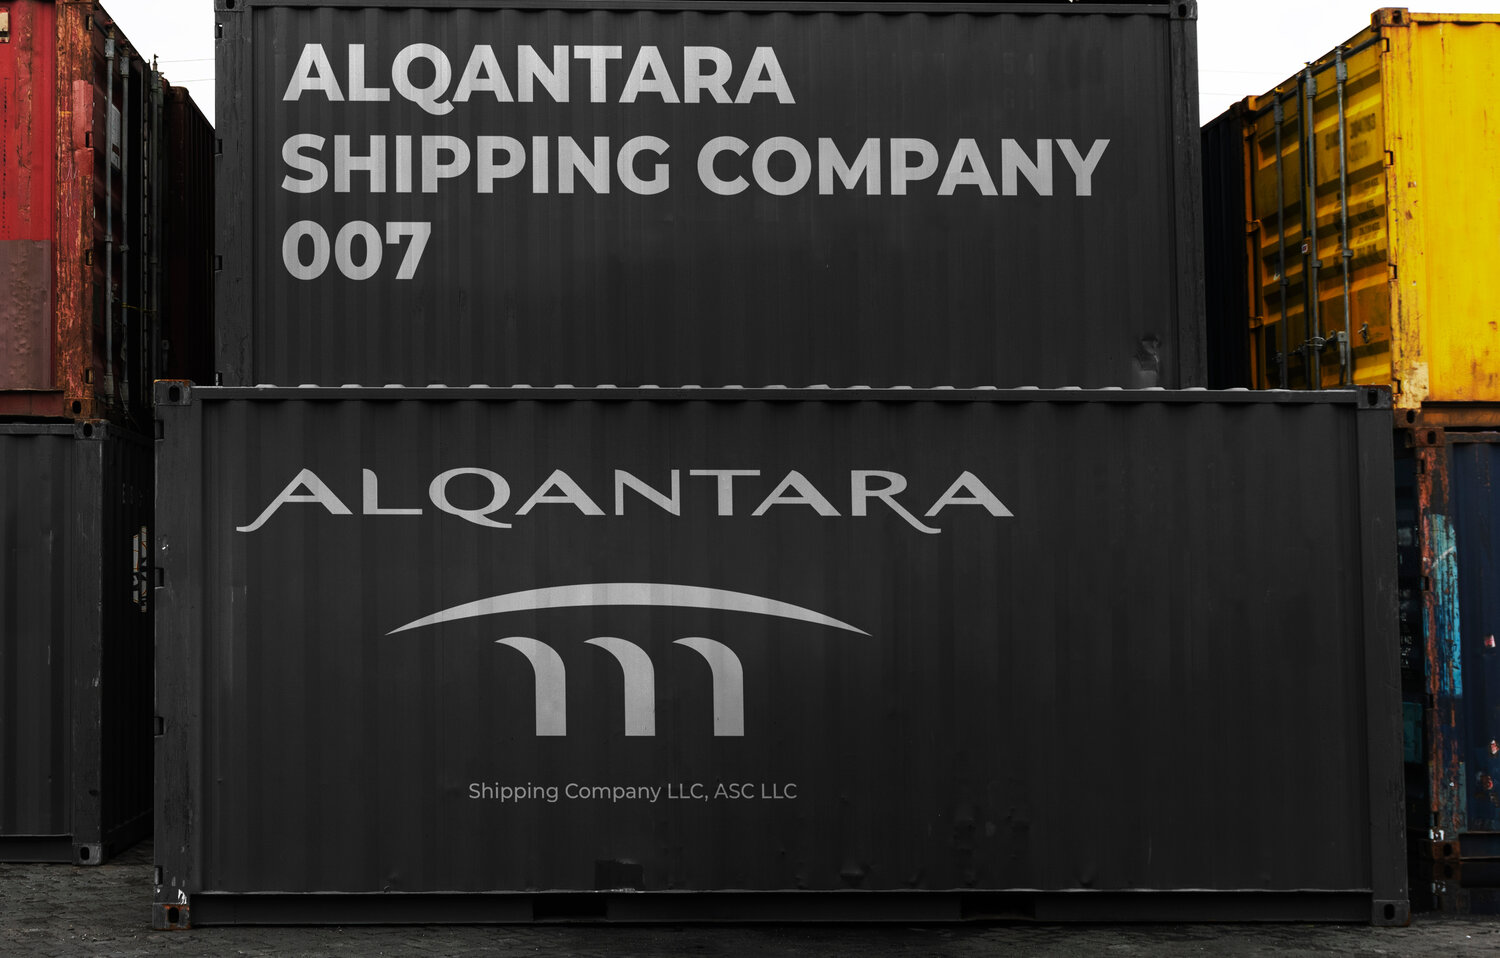 ALQANTARA
SHIPPING COMPANY
007
ALQANTARA
Shipping Company LLC, ASC LLC